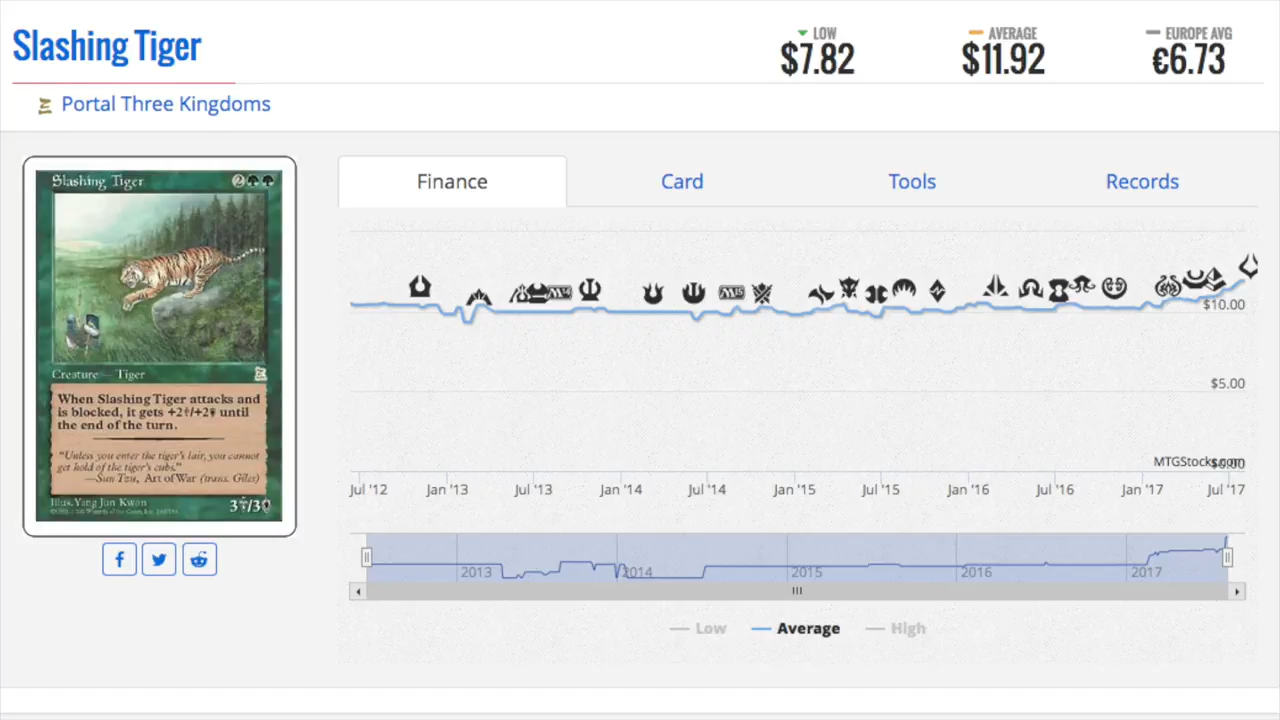 Slashing Tiger
LOW
$7.82
AVERAGE
$11.92
EUROPE AVG
€6.73
Portal Three Kingdoms
Slashing Tiger
2
Creature — Tiger
When Slashing Tiger attacks and
is blocked, it gets +2/+2 until
the end of the turn.
"Unless you enter the tiger's lair, you cannot
get hold of the tiger's cubs."
—Sun Tzu, Art of War (trans. Giles)
Illus. Yang Jun Kwon
3/3
Finance
Card
Tools
Records
M14
M15
$10.00
$5.00
MTGStocks.com
$0.00
Jul '12
Jan '13
Jul '13
Jan '14
Jul '14
Jan '15
Jul '15
Jan '16
Jul '16
Jan '17
Jul '17
2013
2014
2015
2016
2017
Low
Average
High